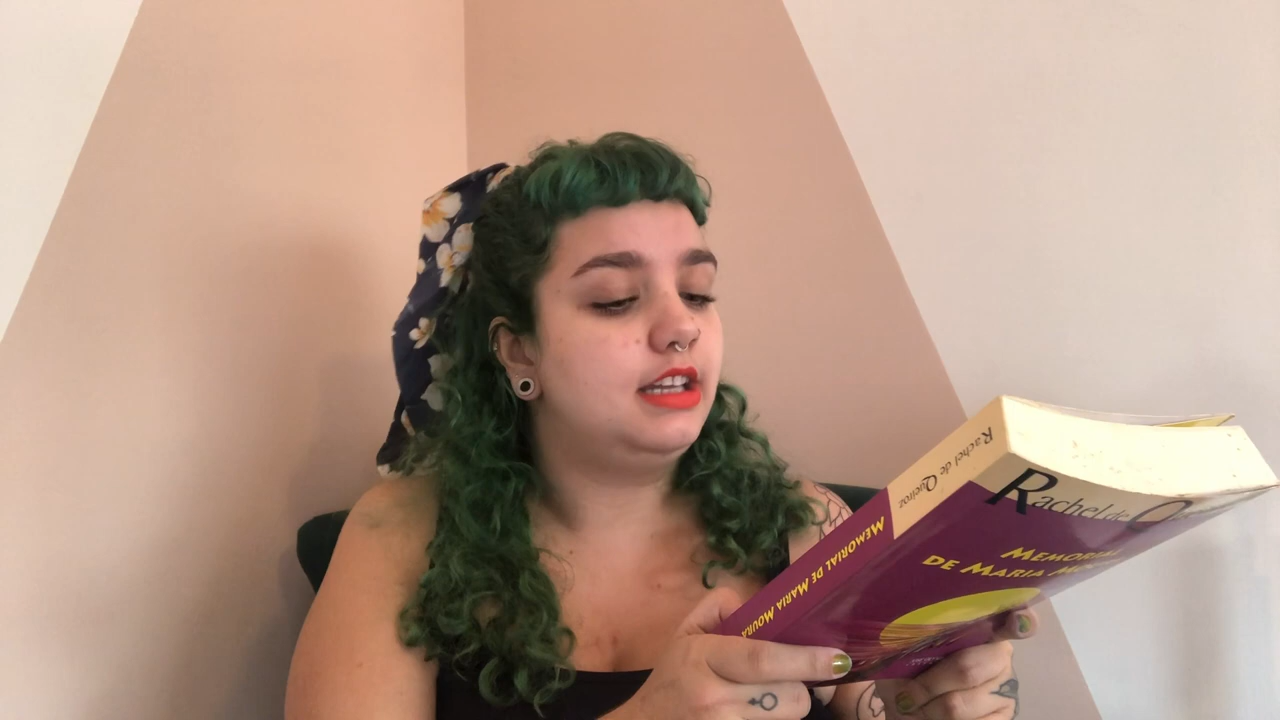 Rachel de Queiroz
MEMORIAL DE MARIA MOURA
Rachel de
MEMORIAL
DE MARIA